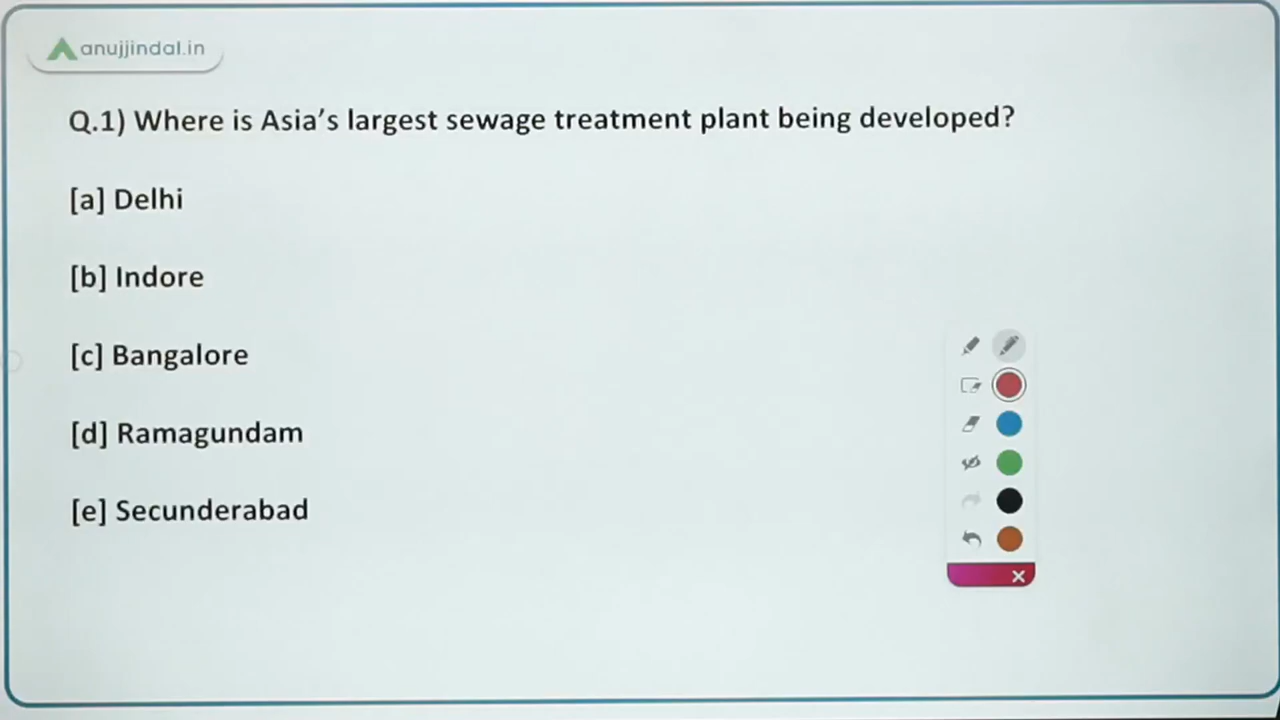 anujjindal.in
Q.1) Where is Asia's largest sewage treatment plant being developed?
[a] Delhi
[b] Indore
[c] Bangalore
[d] Ramagundam
[e] Secunderabad